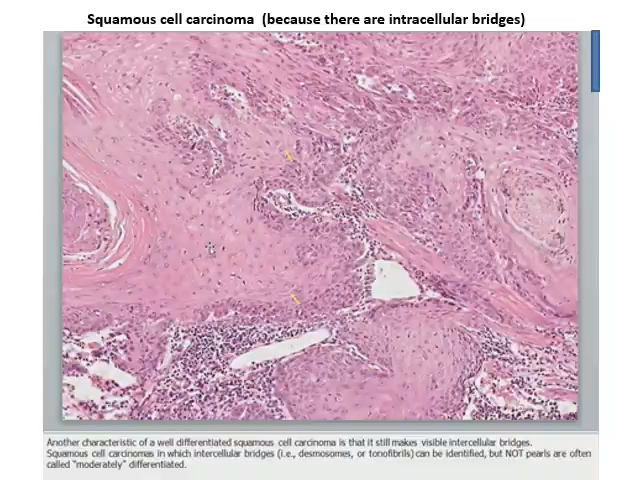 Squamous cell carcinoma (because there are intracellular bridges)
Another characteristic of a well differentiated squamous cell carcinoma is that it still makes visible intercellular bridges.
Squamous cell carcinomas in which intercellular bridges (i.e., desmosomes, or tonofibrils) can be identified, but NOT pearls are often
called "moderately" differentiated.